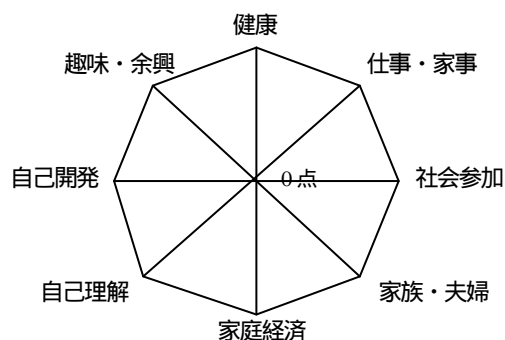 健康
趣味・余興
仕事・家事
自己開発
0点
社会参加
自己理解
家族・夫婦
家庭経済